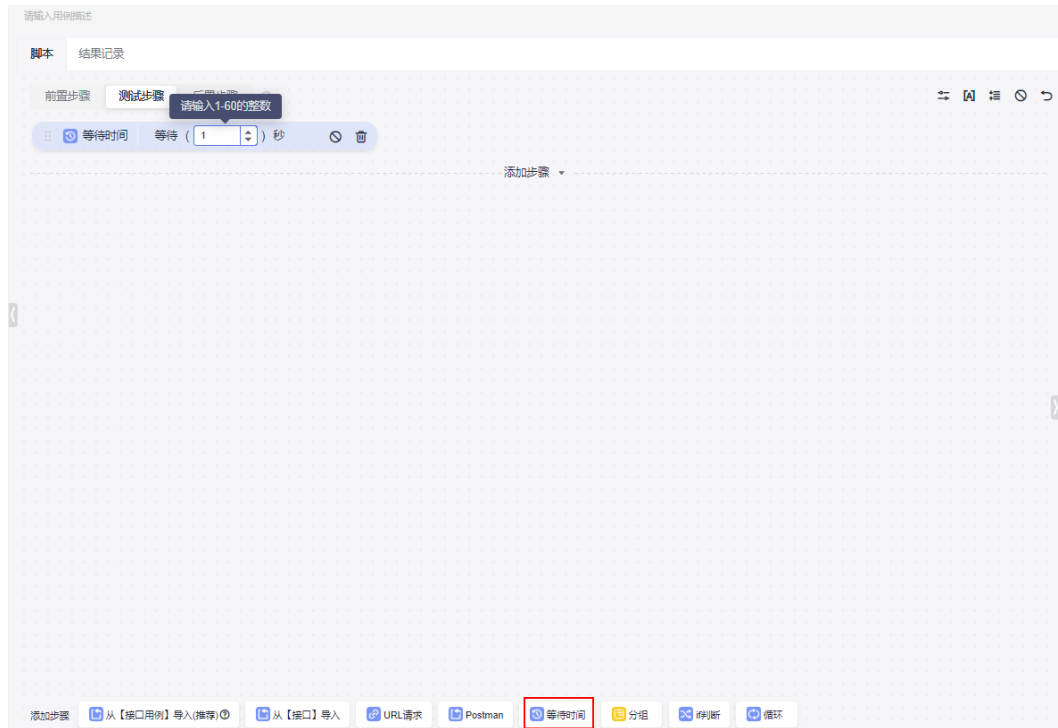 请输入用例描述
脚本 结果记录
前置步骤 测试步骤
请输入1-60的整数
等待时间 等待 ( 1 ) 秒
添加步骤
添加步骤 从【接口用例】导入(推荐) 从【接口】导入 URL请求 Postman 等待时间 分组 if判断 循环